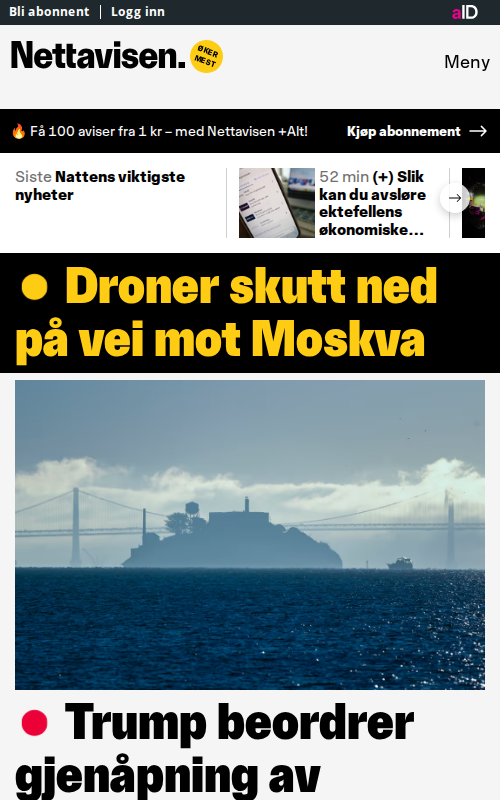 Bli abonnent | Logg inn
aID
Nettavisen.
ØKER
MEST
Meny
🔥 Få 100 aviser fra 1 kr – med Nettavisen +Alt!
Kjøp abonnement →
Siste Nattens viktigste
nyheter
52 min (+) Slik
kan du avsløre
ektefellens
økonomiske...
Droner skutt ned
på vei mot Moskva
Trump beordrer
gjenåpning av